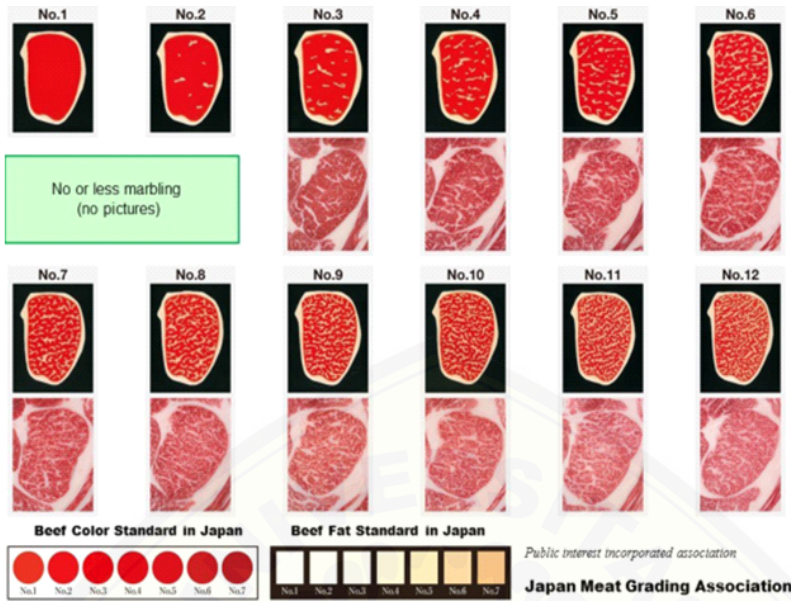 No.1
No.2
No.3
No.4
No.5
No.6
No or less marbling
(no pictures)
No.7
No.8
No.9
No.10
No.11
No.12
Beef Color Standard in Japan
Beef Fat Standard in Japan
Public interest incorporated association
No.1 No.2 No.3 No.4 No.5 No.6 No.7
No.1 No.2 No.3 No.4 No.5 No.6 No.7
Japan Meat Grading Association